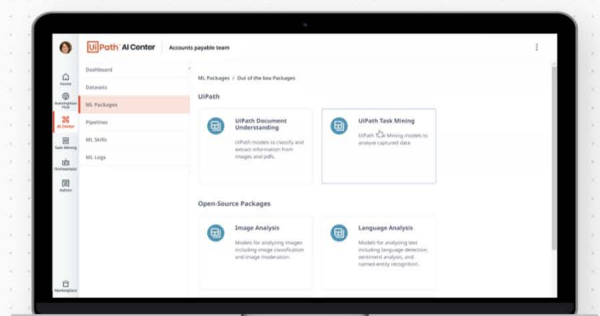 UiPath AI Center Accounts payable team
Home
Automation
Hub
AI Center
Task Mining
Orchestrator
Admin
Marketplace
Dashboard
Datasets
ML Packages
Pipelines
ML Skills
ML Logs
ML Packages / Out of the box Packages
UiPath
UiPath Document
Understanding
UiPath models to classify and
extract information from
images and pdfs.
UiPath Task Mining
UiPath Task Mining models to
analyze captured data
Open-Source Packages
Image Analysis
Models for analyzing images
including image classification
and image moderation.
Language Analysis
Models for analyzing text
including language detection,
sentiment analysis, and
named-entity recognition.